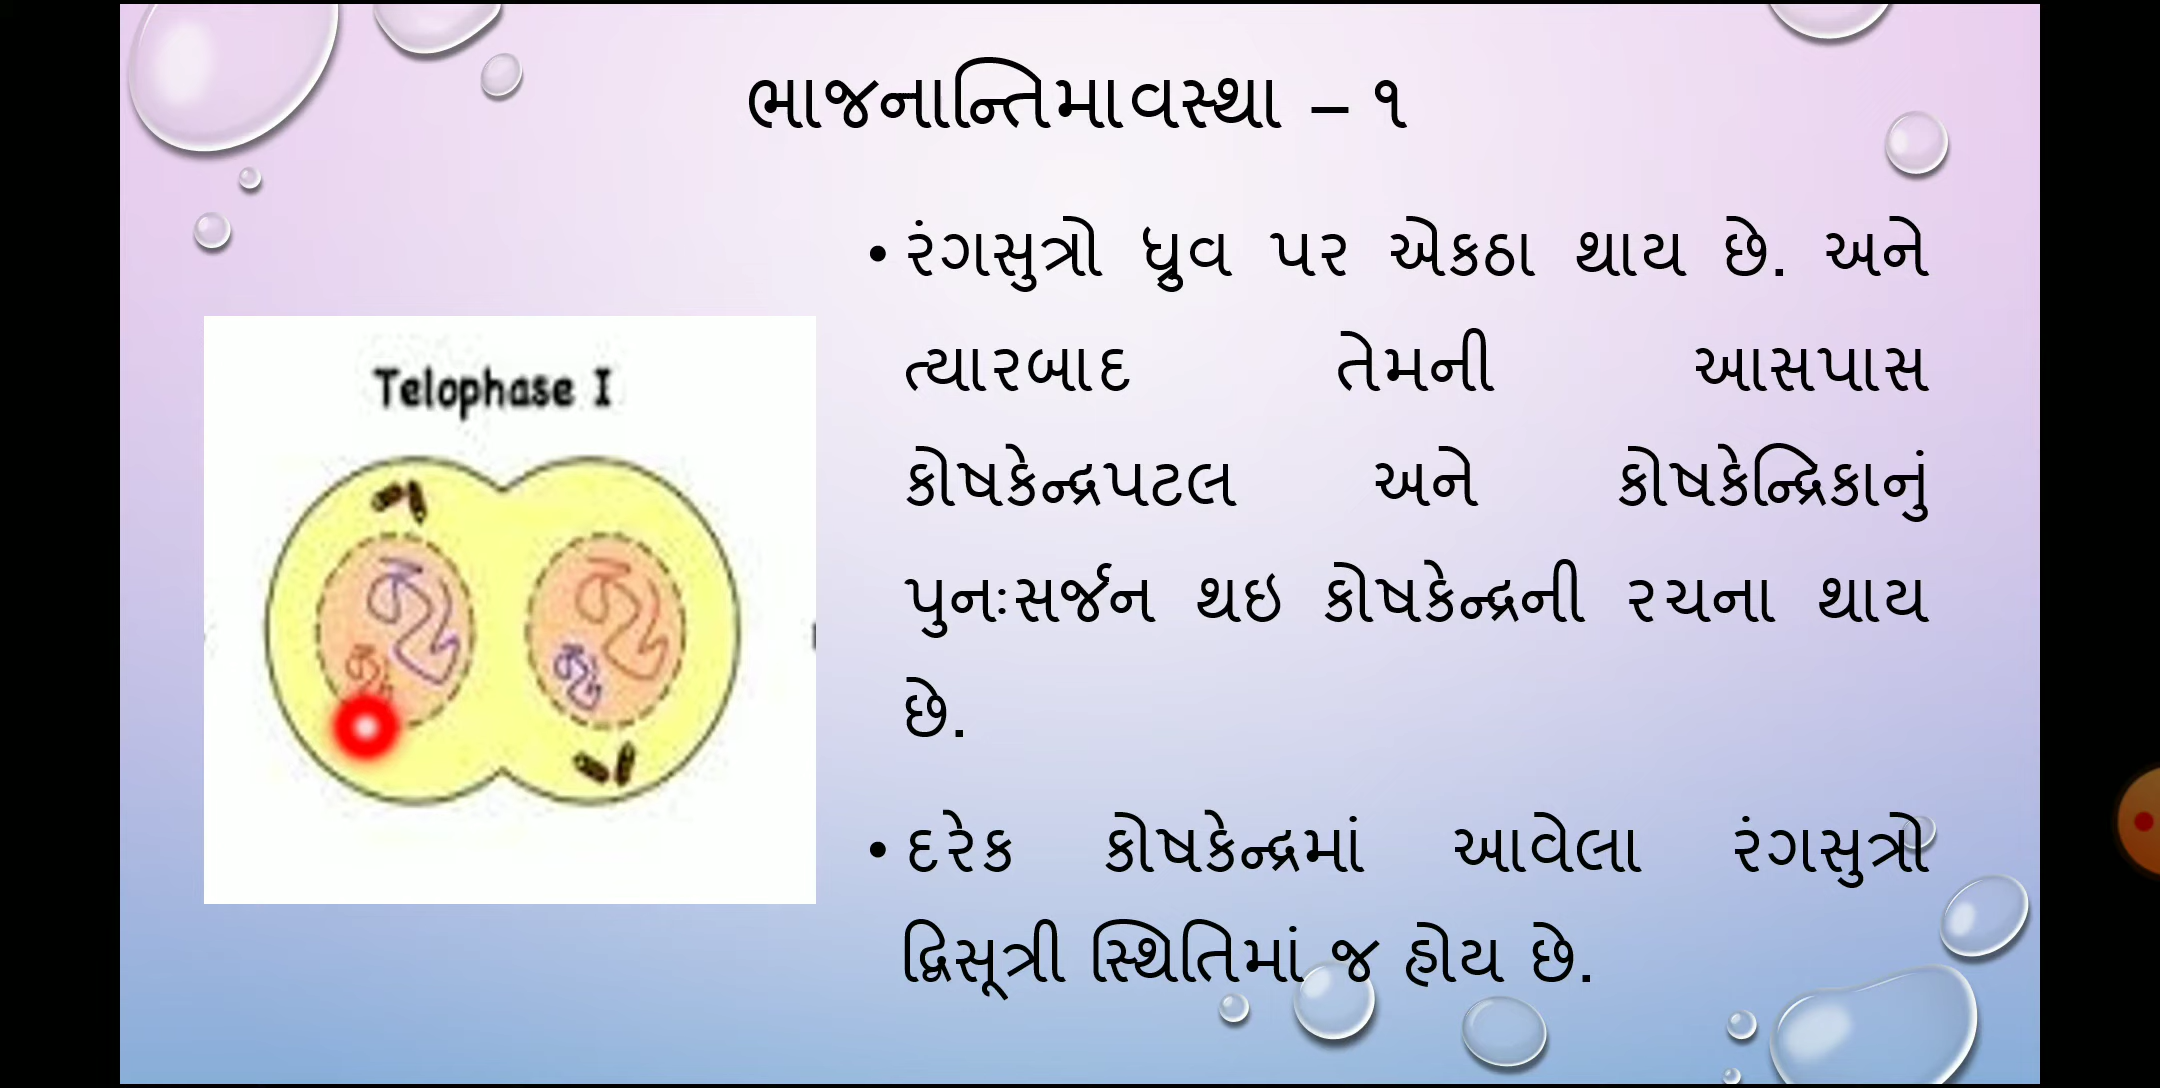 ભાજનાન્તિમાવસ્થા – ૧
• રંગસુત્રો ધ્રુવ પર એકઠા થાય છે. અને
ત્યારબાદ તેમની આસપાસ
કોષકેન્દ્રપટલ અને કોષકેન્દ્રિકાનું
પુનઃસર્જન થઇ કોષકેન્દ્રની રચના થાય
છે.
• દરેક કોષકેન્દ્રમાં આવેલા રંગસુત્રો
દ્વિસૂત્રી સ્થિતિમાં જ હોય છે.
Telophase I